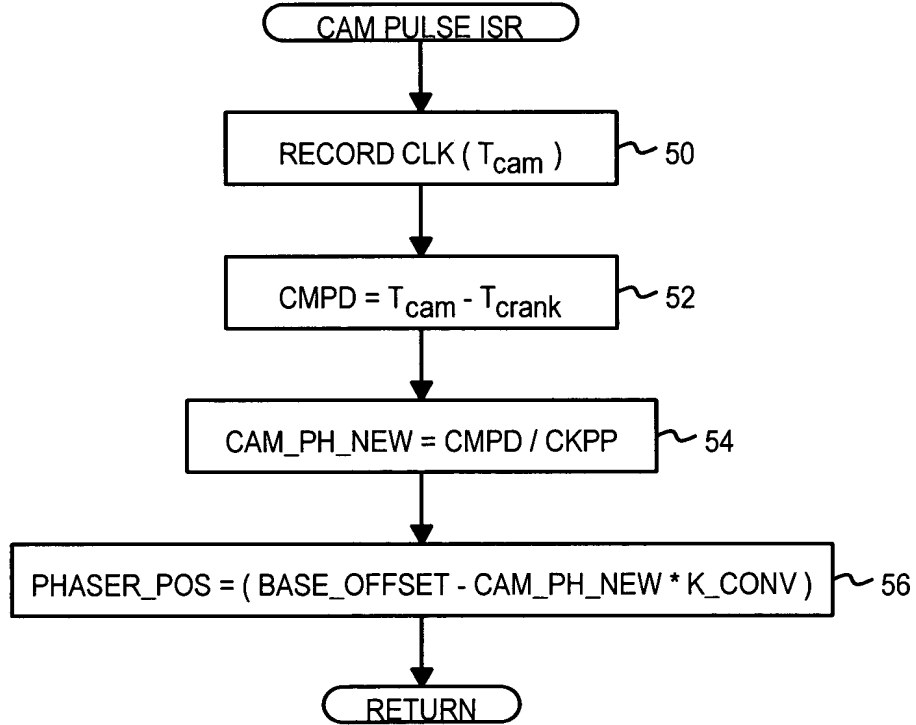 CAM PULSE ISR
RECORD CLK ( Tcam )
50
CMPD = Tcam - Tcrank
52
CAM_PH_NEW = CMPD / CKPP
54
PHASER_POS = ( BASE_OFFSET - CAM_PH_NEW * K_CONV )
56
RETURN